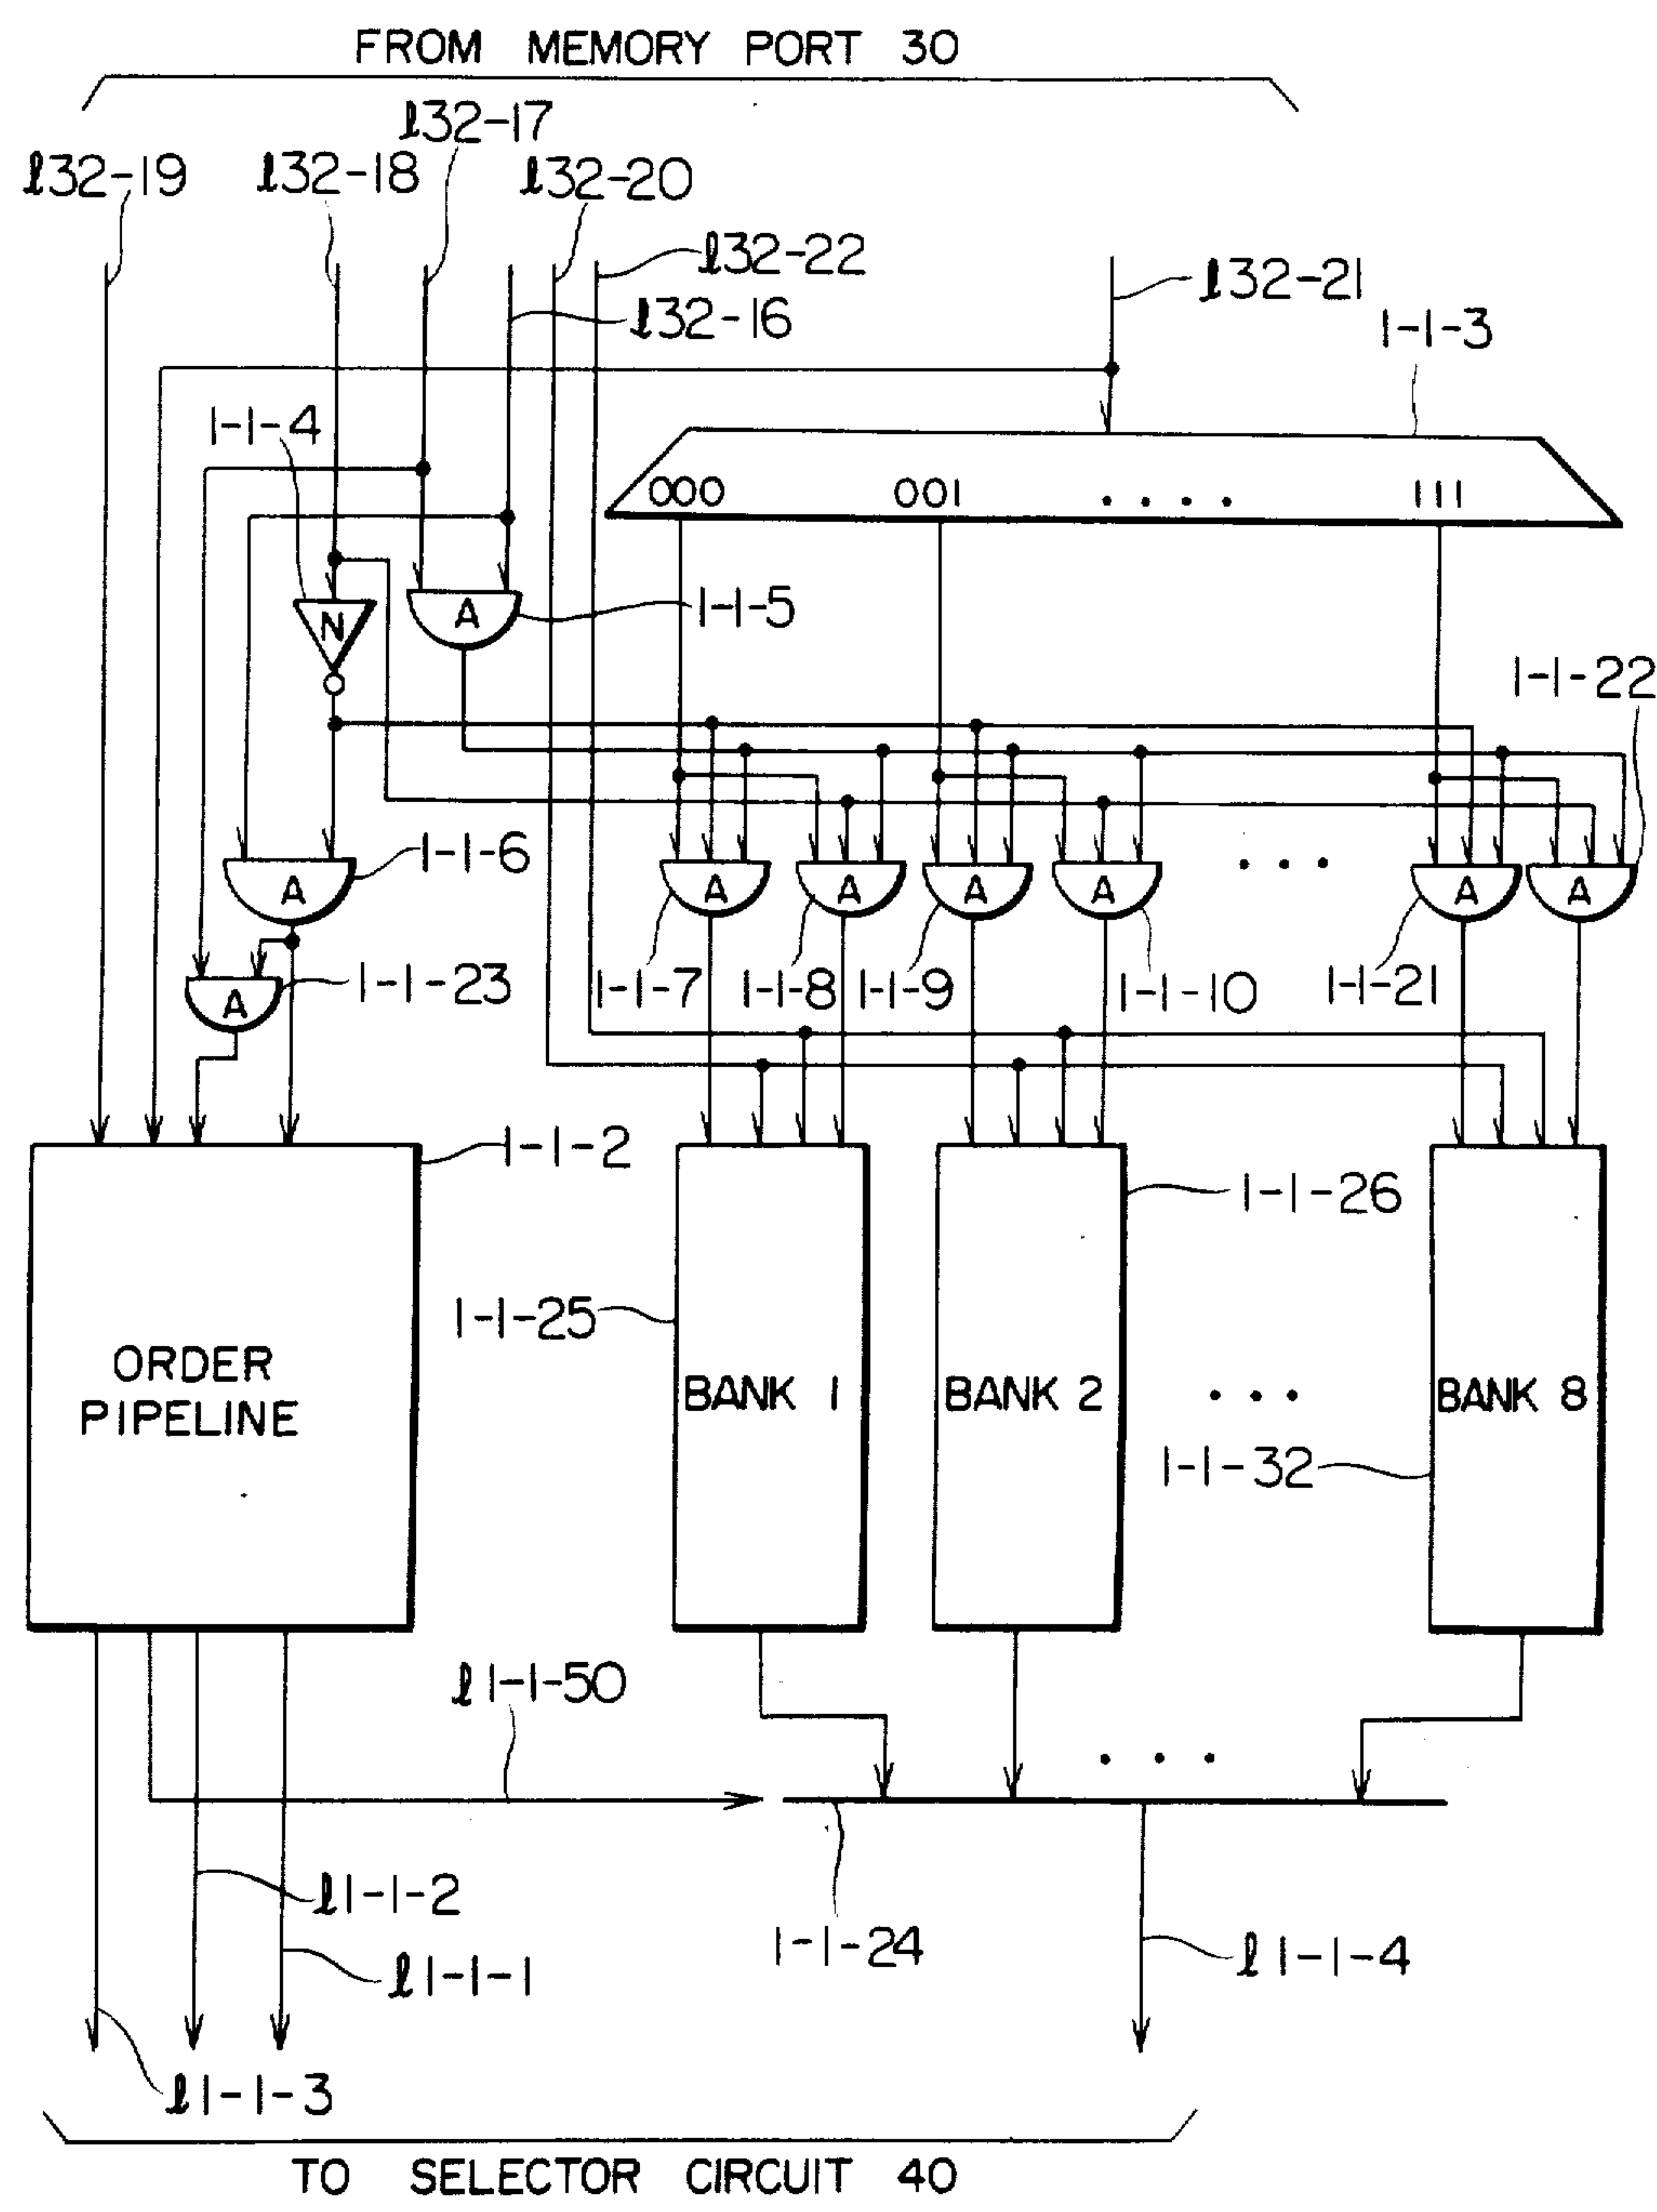 FROM MEMORY PORT 30
ℓ32-17
ℓ32-19
ℓ32-18
ℓ32-20
ℓ32-22
ℓ32-21
ℓ32-16
1-1-3
1-1-4
000
001
....
111
N
A
1-1-5
1-1-22
1-1-6
A
A
A
A
A
...
A
A
1-1-23
A
1-1-7
1-1-8
1-1-9
1-1-10
1-1-21
1-1-2
1-1-26
1-1-25
ORDER
PIPELINE
BANK 1
BANK 2
...
BANK 8
1-1-32
ℓ1-1-50
...
ℓ1-1-2
1-1-24
ℓ1-1-4
ℓ1-1-1
ℓ1-1-3
TO SELECTOR CIRCUIT 40